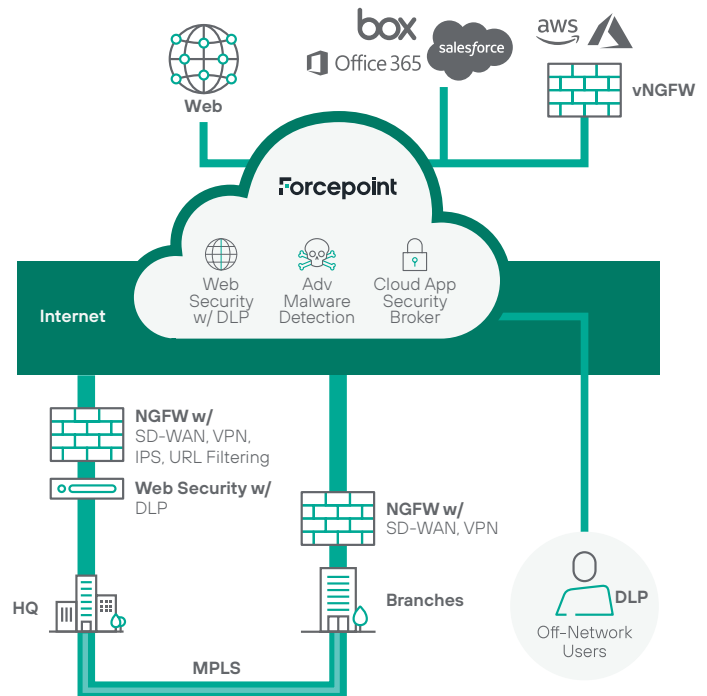 box
Office 365
salesforce
aws
Web
vNGFW
Forcepoint
Web
Security
w/ DLP
Adv
Malware
Detection
Cloud App
Security
Broker
Internet
NGFW w/
SD-WAN, VPN,
IPS, URL Filtering
Web Security w/
DLP
NGFW w/
SD-WAN, VPN
HQ
Branches
DLP
Off-Network
Users
MPLS